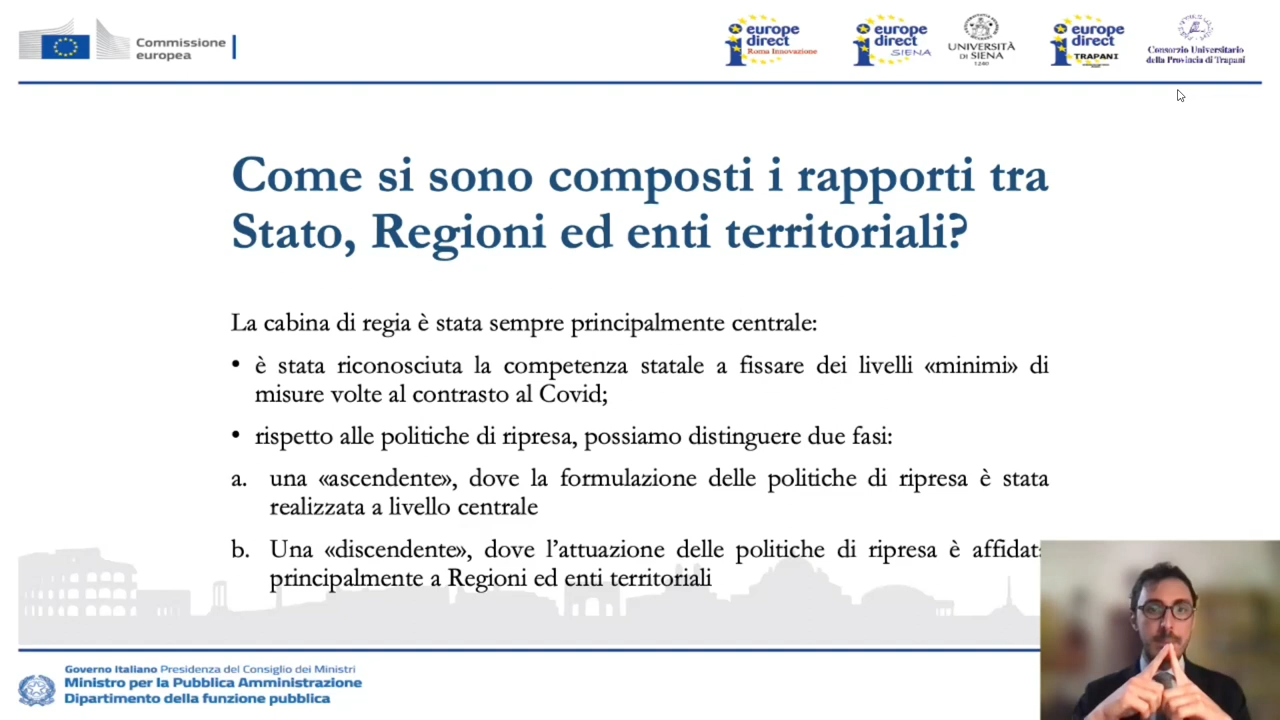 Commissione
europea
europe
direct
Roma Innovazione
europe
direct
SIENA
UNIVERSITÀ
DI SIENA
1240
europe
direct
TRAPANI
Consorzio Universitario
della Provincia di Trapani
Come si sono composti i rapporti tra
Stato, Regioni ed enti territoriali?
La cabina di regia è stata sempre principalmente centrale:
• è stata riconosciuta la competenza statale a fissare dei livelli «minimi» di
misure volte al contrasto al Covid;
• rispetto alle politiche di ripresa, possiamo distinguere due fasi:
a. una «ascendente», dove la formulazione delle politiche di ripresa è stata
realizzata a livello centrale
b. Una «discendente», dove l’attuazione delle politiche di ripresa è affidat
principalmente a Regioni ed enti territoriali
Governo Italiano Presidenza del Consiglio dei Ministri
Ministro per la Pubblica Amministrazione
Dipartimento della funzione pubblica